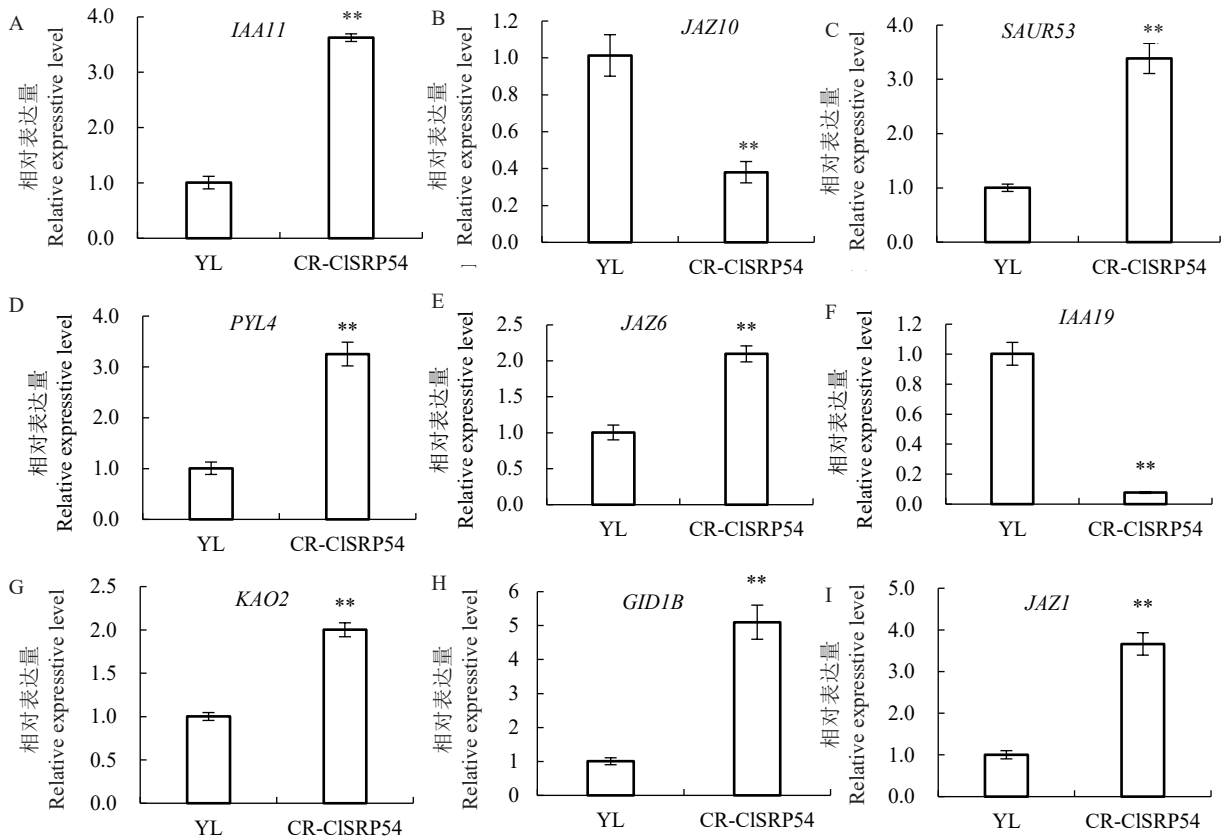 A
IAA11
**
相对表达量
Relative expresstive level
4.0
3.0
2.0
1.0
0.0
YL
CR-ClSRP54
B
JAZ10
**
相对表达量
Relative expresstive level
1.2
1.0
0.8
0.6
0.4
0.2
0.0
YL
CR-ClSRP54
C
SAUR53
**
相对表达量
Relative expresstive level
4.0
3.0
2.0
1.0
0.0
YL
CR-ClSRP54
D
PYL4
**
相对表达量
Relative expresstive level
4.0
3.0
2.0
1.0
0.0
YL
CR-ClSRP54
E
JAZ6
**
相对表达量
Relative expresstive level
2.5
2.0
1.5
1.0
0.5
0.0
YL
CR-ClSRP54
F
IAA19
**
相对表达量
Relative expresstive level
1.2
1.0
0.8
0.6
0.4
0.2
0.0
YL
CR-ClSRP54
G
KAO2
**
相对表达量
Relative expresstive level
2.5
2.0
1.5
1.0
0.5
0.0
YL
CR-ClSRP54
H
GID1B
**
相对表达量
Relative expresstive level
6
5
4
3
2
1
0
YL
CR-ClSRP54
I
JAZ1
**
相对表达量
Relative expresstive level
5.0
4.0
3.0
2.0
1.0
0.0
YL
CR-ClSRP54